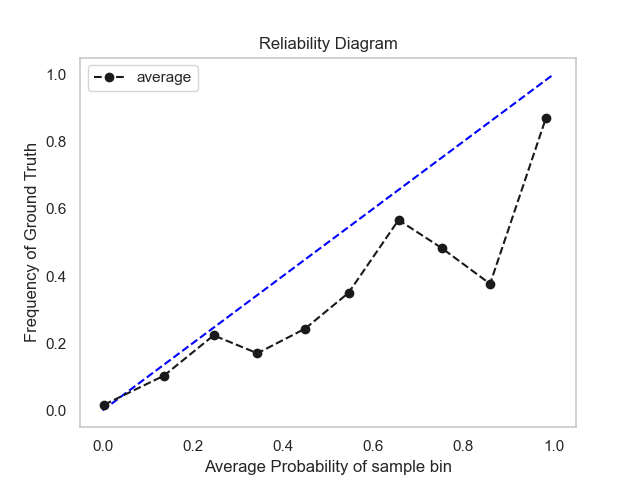 Reliability Diagram
average
Frequency of Ground Truth
1.0
0.8
0.6
0.4
0.2
0.0
0.0 0.2 0.4 0.6 0.8 1.0
Average Probability of sample bin